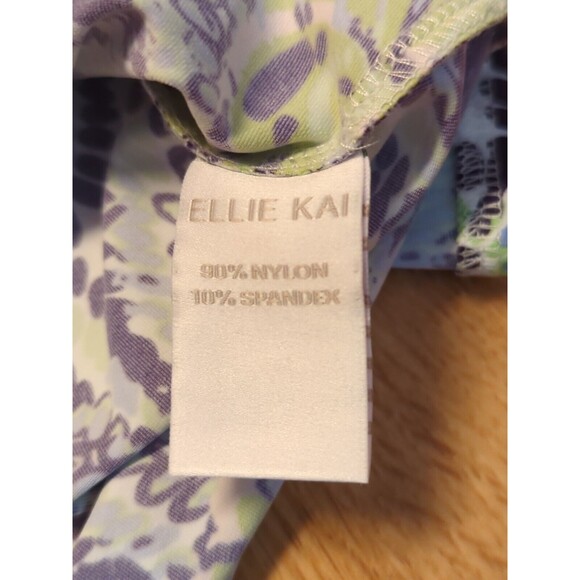 ELLIE KAI
90% NYLON
10% SPANDEX